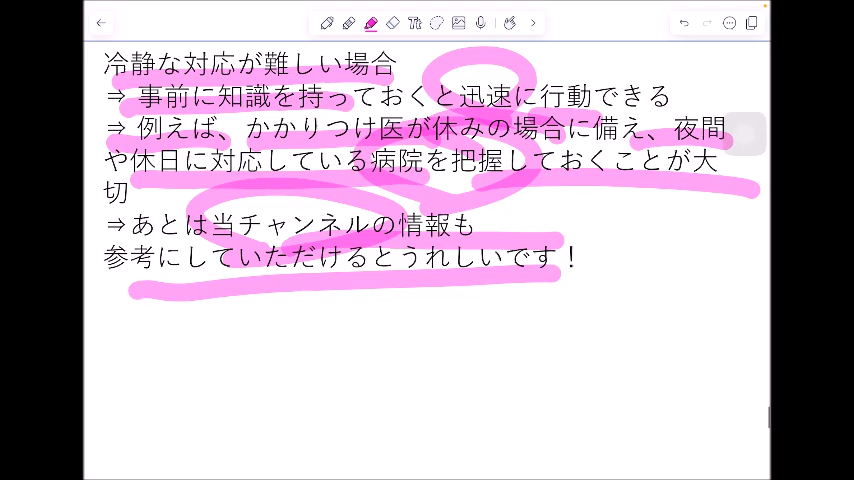 冷静な対応が難しい場合
⇒ 事前に知識を持っておくと迅速に行動できる
⇒ 例えば、かかりつけ医が休みの場合に備え、夜間
や休日に対応している病院を把握しておくことが大
切
⇒あとは当チャンネルの情報も
参考にしていただけるとうれしいです！